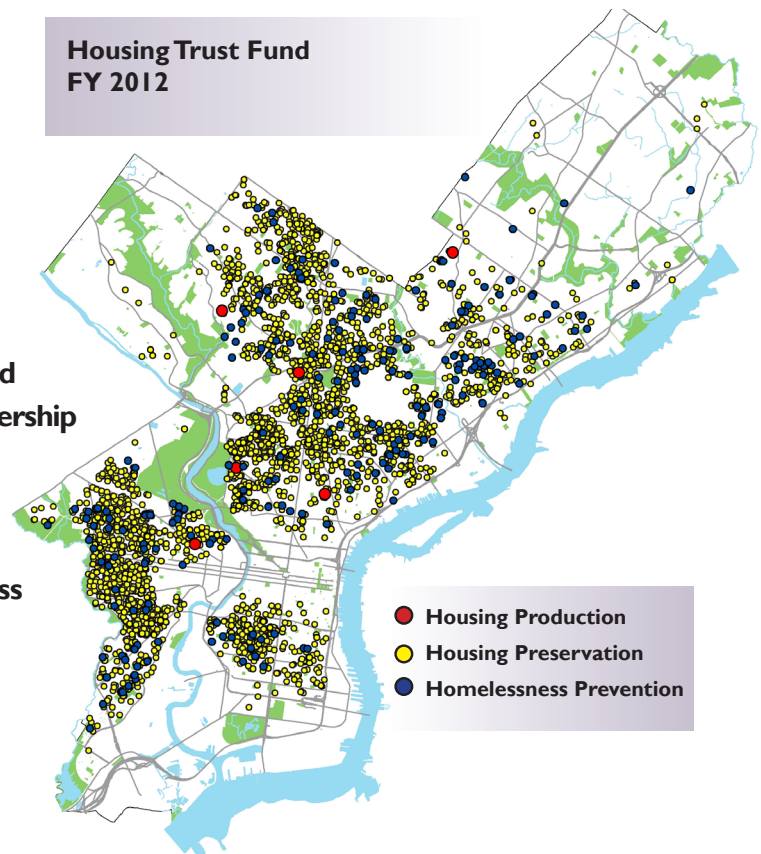 Housing Trust Fund
FY 2012
d
ership
ss
Housing Production
Housing Preservation
Homelessness Prevention